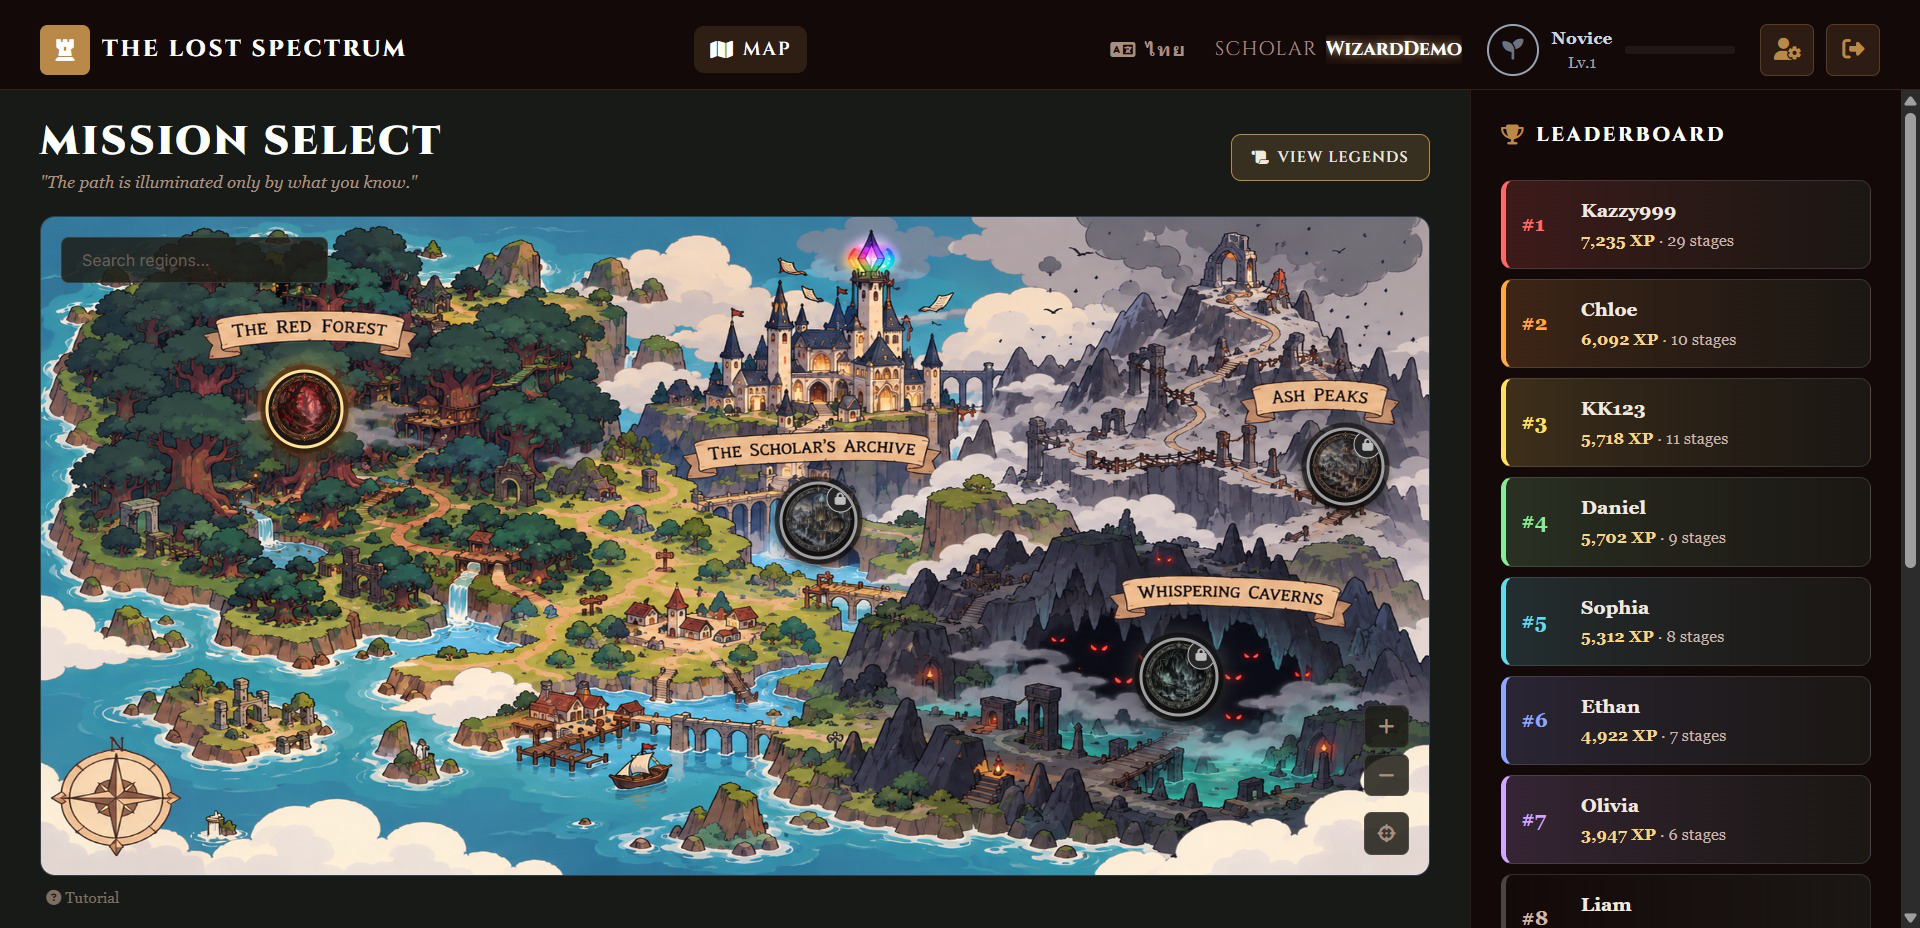 THE LOST SPECTRUM
MAP
ไทย
SCHOLAR WIZARDDEMO
Novice
Lv.1
MISSION SELECT
"The path is illuminated only by what you know."
VIEW LEGENDS
Search regions...
THE RED FOREST
THE SCHOLAR'S ARCHIVE
ASH PEAKS
WHISPERING CAVERNS
N
+
−
? Tutorial
LEADERBOARD
#1
Kazzy999
7,235 XP · 29 stages
#2
Chloe
6,092 XP · 10 stages
#3
KK123
5,718 XP · 11 stages
#4
Daniel
5,702 XP · 9 stages
#5
Sophia
5,312 XP · 8 stages
#6
Ethan
4,922 XP · 7 stages
#7
Olivia
3,947 XP · 6 stages
#8
Liam